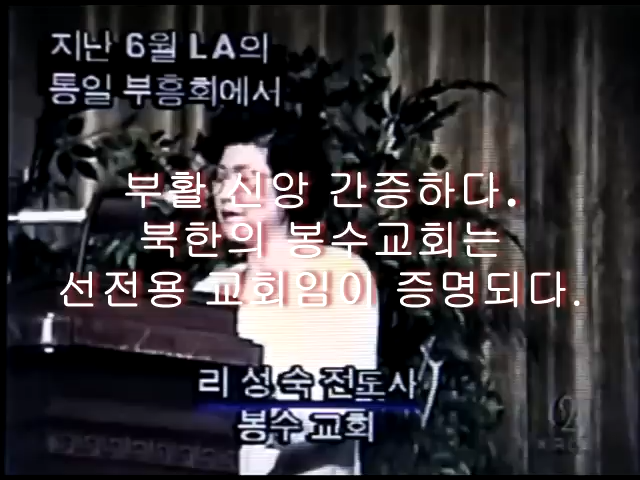 지난 6월 LA의
통일 부흥회에서
부활 신앙 간증하다.
북한의 봉수교회는
선전용 교회임이 증명되다.
리 성숙 전도사
봉수 교회
2